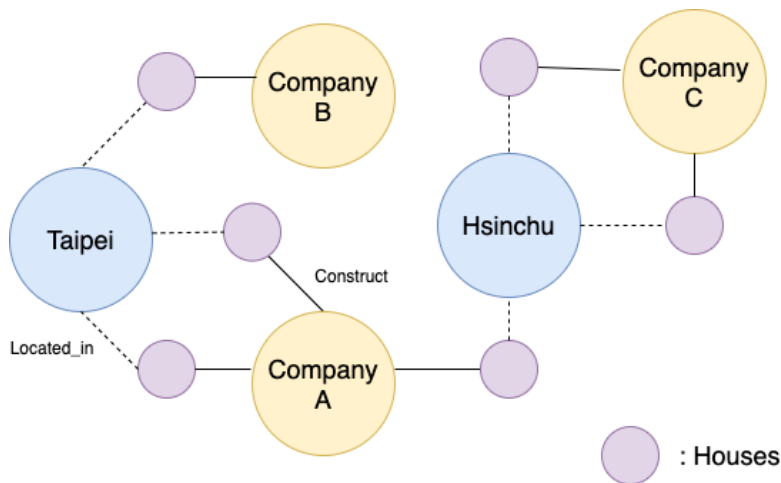 Company
B
Company
C
Taipei
Hsinchu
Construct
Located_in
Company
A
: Houses